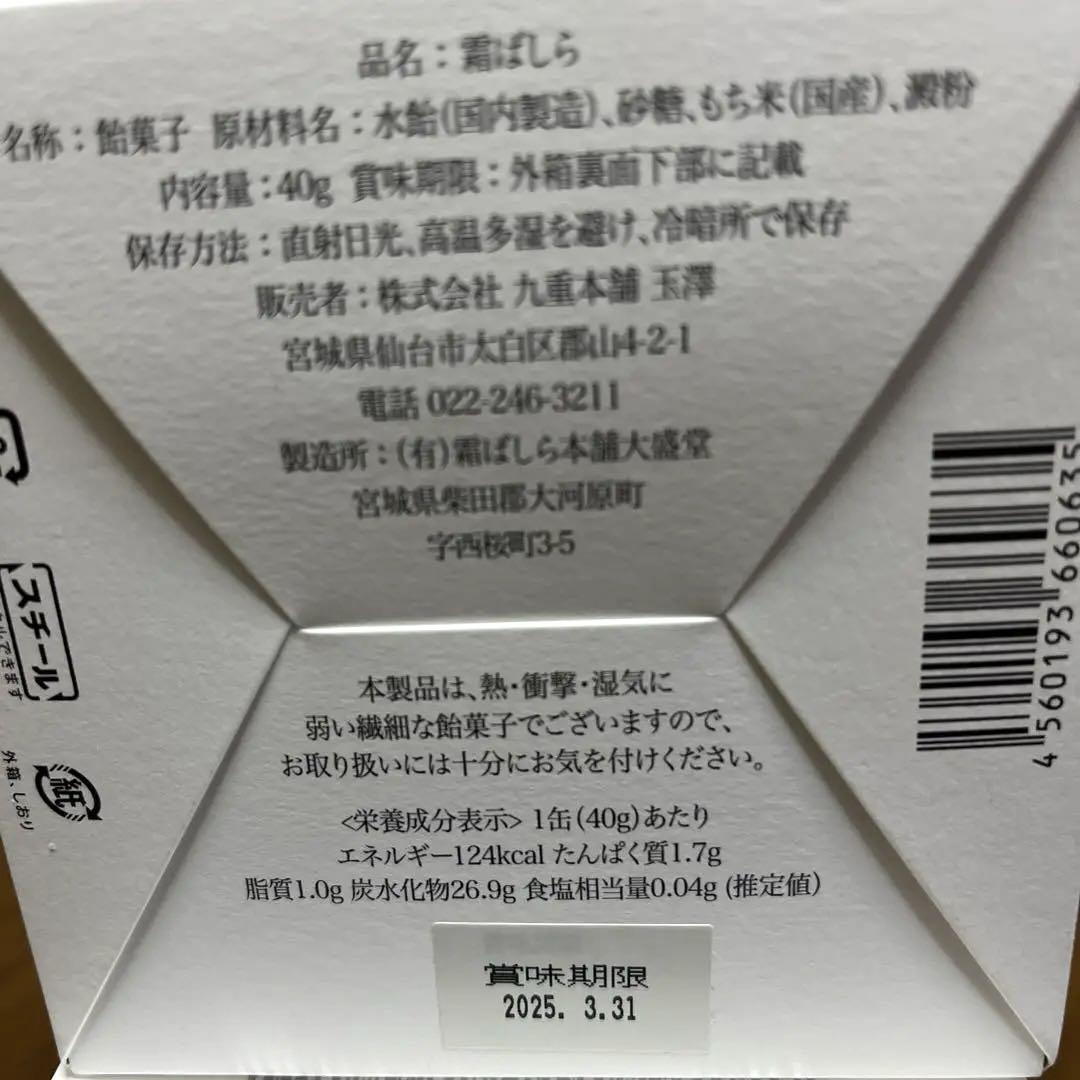 品名：霜ばしら
名称：飴菓子 原材料名：水飴(国内製造)、砂糖、もち米(国産)、澱粉
内容量：40g 賞味期限：外箱裏面下部に記載
保存方法：直射日光、高温多湿を避け、冷暗所で保存
販売者：株式会社 九重本舗 玉澤
宮城県仙台市太白区郡山4-2-1
電話 022-246-3211
製造所：(有)霜ばしら本舗大盛堂
宮城県柴田郡大河原町
字西桜町3-5
本製品は、熱・衝撃・湿気に
弱い繊細な飴菓子でございますので、
お取り扱いには十分にお気を付けください。
<栄養成分表示> 1缶(40g)あたり
エネルギー124kcal たんぱく質1.7g
脂質1.0g 炭水化物26.9g 食塩相当量0.04g (推定値)
賞味期限
2025. 3.31
スチール
できます
紙
外箱、しおり
4 560193 660635